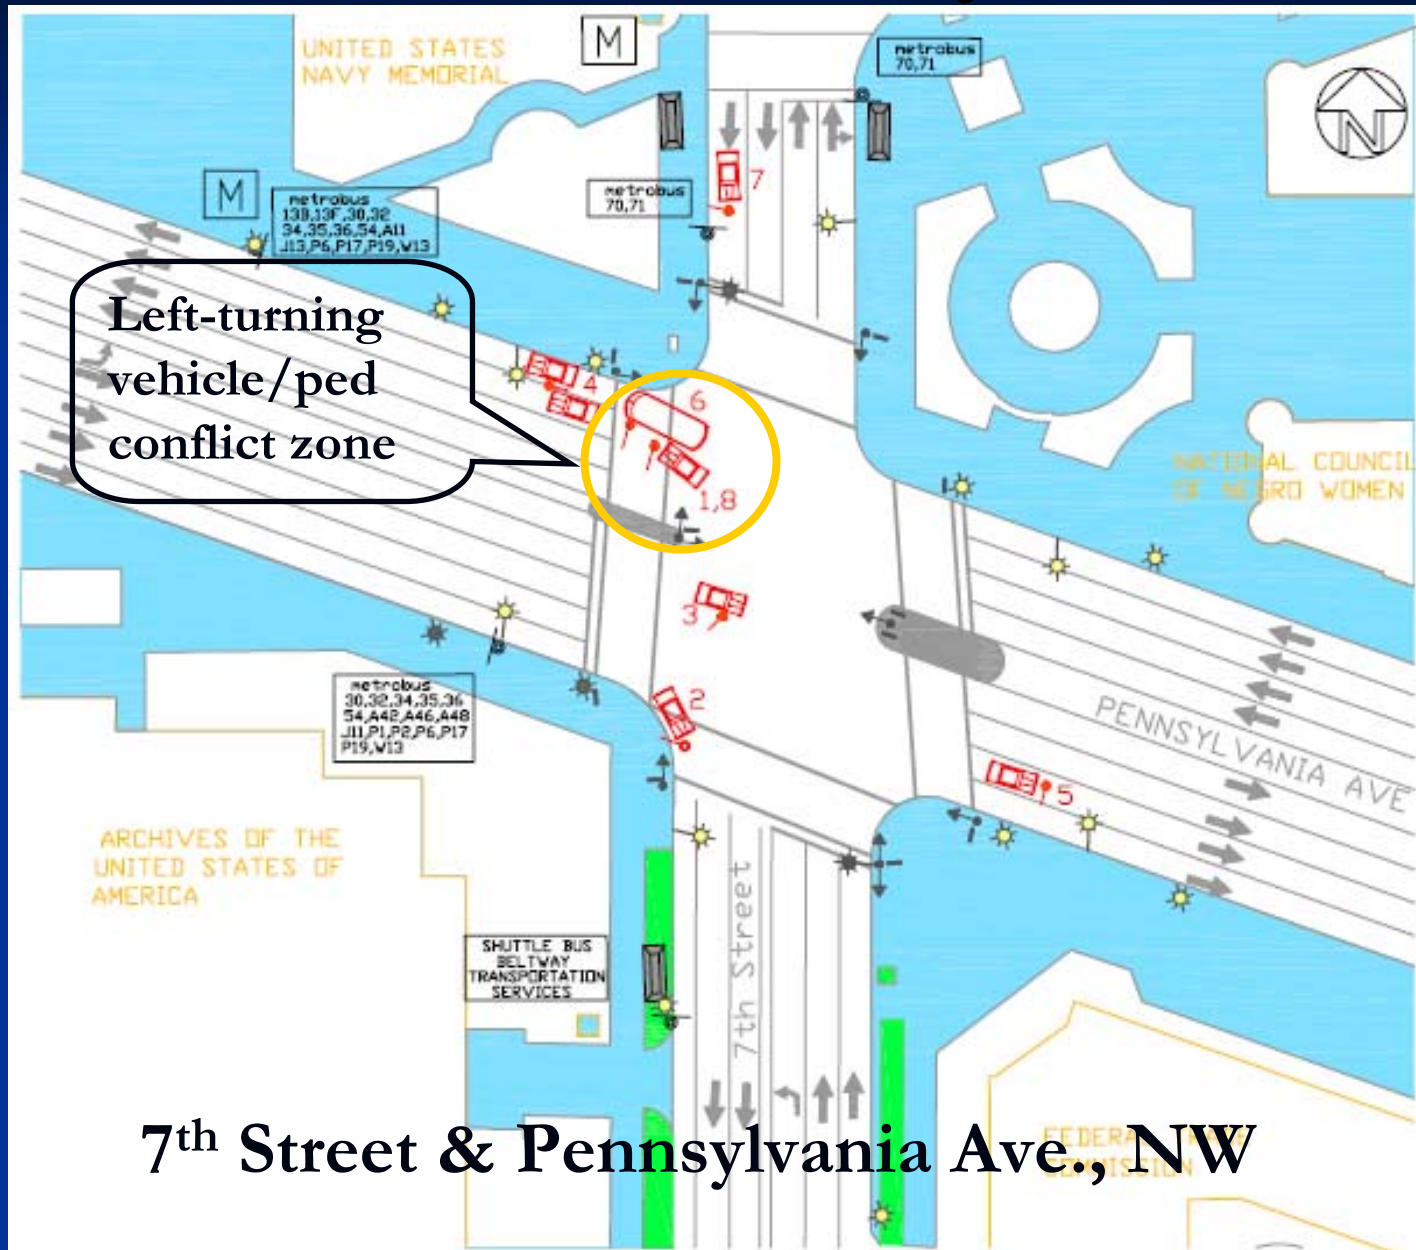 UNITED STATES
NAVY MEMORIAL
M
metrobus
70,71
N
M
metrobus
13B,13F,30,32
34,35,36,54,A11
J13,P6,P17,P19,W13
metrobus
70,71
7
Left-turning
vehicle/ped
conflict zone
4
6
1,8
NATIONAL COUNCIL
OF NEGRO WOMEN
3
2
metrobus
30,32,34,35,36
54,A42,A46,A48
J11,P1,P2,P6,P17
P19,W13
PENNSYLVANIA AVE
5
ARCHIVES OF THE
UNITED STATES OF
AMERICA
7th Street
SHUTTLE BUS
BELTWAY
TRANSPORTATION
SERVICES
7th Street & Pennsylvania Ave., NW
FEDERAL TRADE
COMMISSION